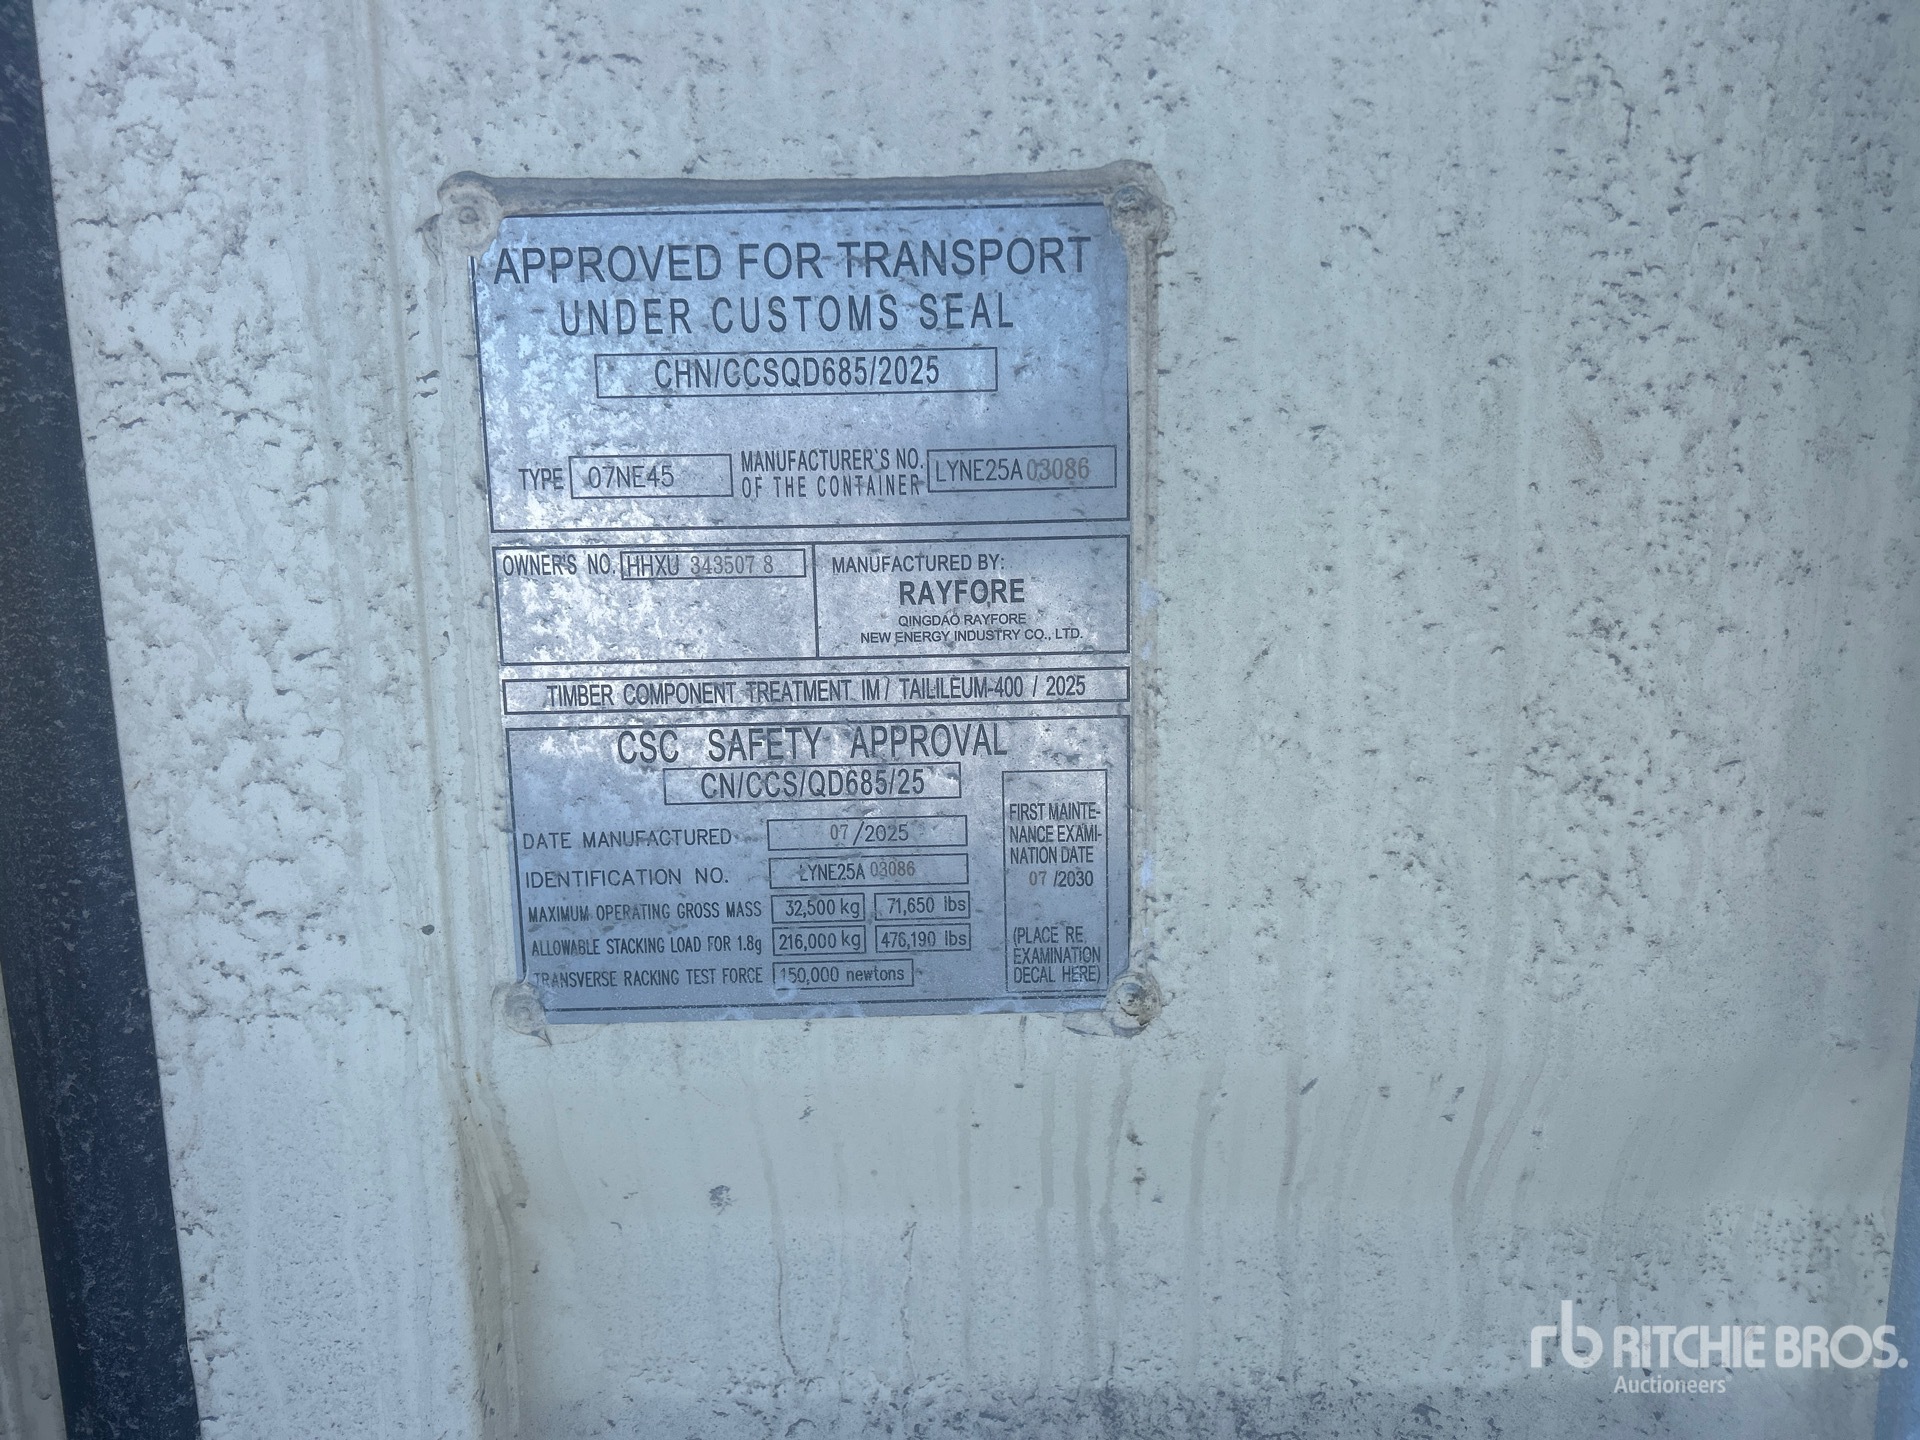 APPROVED FOR TRANSPORT
UNDER CUSTOMS SEAL
CHN/CCSQD685/2025
TYPE 07NE45 MANUFACTURER'S NO. OF THE CONTAINER LYNE25A 03086
OWNER'S NO. HHXU 343507 8
MANUFACTURED BY:
RAYFORE
QINGDAO RAYFORE
NEW ENERGY INDUSTRY CO., LTD.
TIMBER COMPONENT TREATMENT IM / TAILILEUM-400 / 2025
CSC SAFETY APPROVAL
CN/CCS/QD685/25
DATE MANUFACTURED 07/2025
IDENTIFICATION NO. LYNE25A 03086
MAXIMUM OPERATING GROSS MASS 32,500 kg 71,650 lbs
ALLOWABLE STACKING LOAD FOR 1.8g 216,000 kg 476,190 lbs
TRANSVERSE RACKING TEST FORCE 150,000 newtons
FIRST MAINTE-
NANCE EXAMI-
NATION DATE
07 /2030
(PLACE RE
EXAMINATION
DECAL HERE)
rb RITCHIE BROS.
Auctioneers